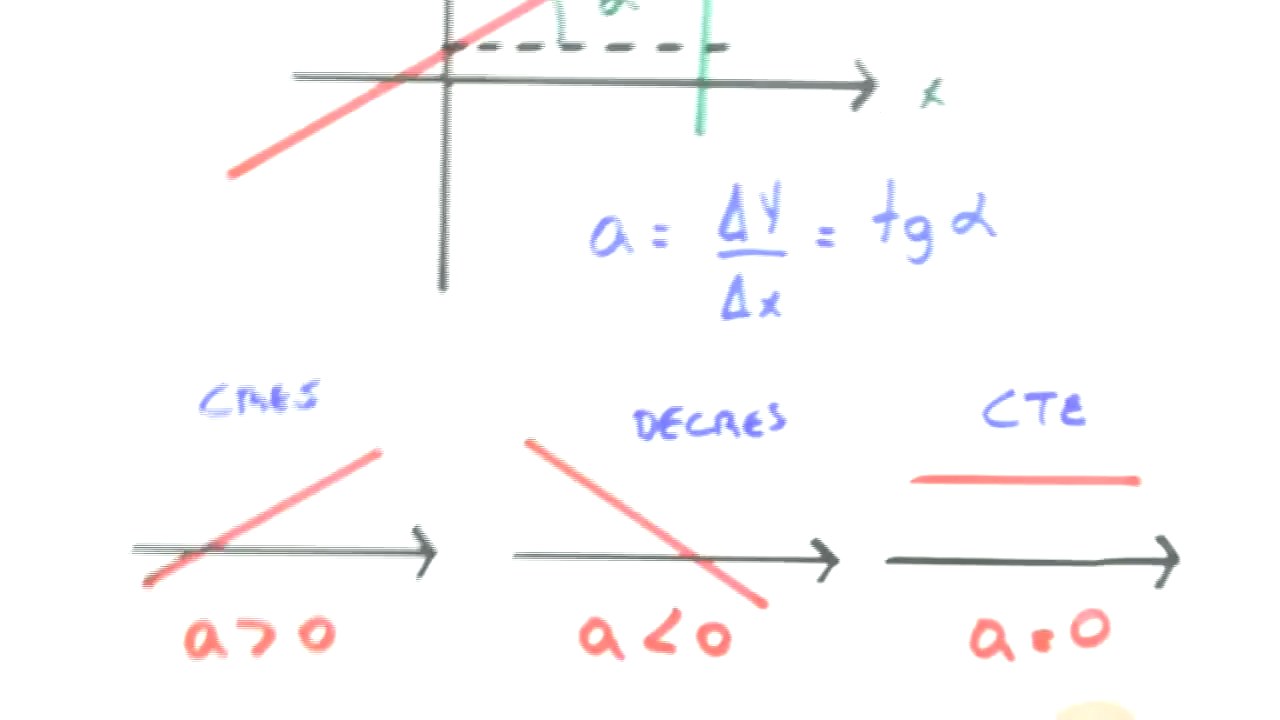 α
x
a = Δy/Δx = tg α
CRES DECRES CTE
a > 0 a < 0 a = 0